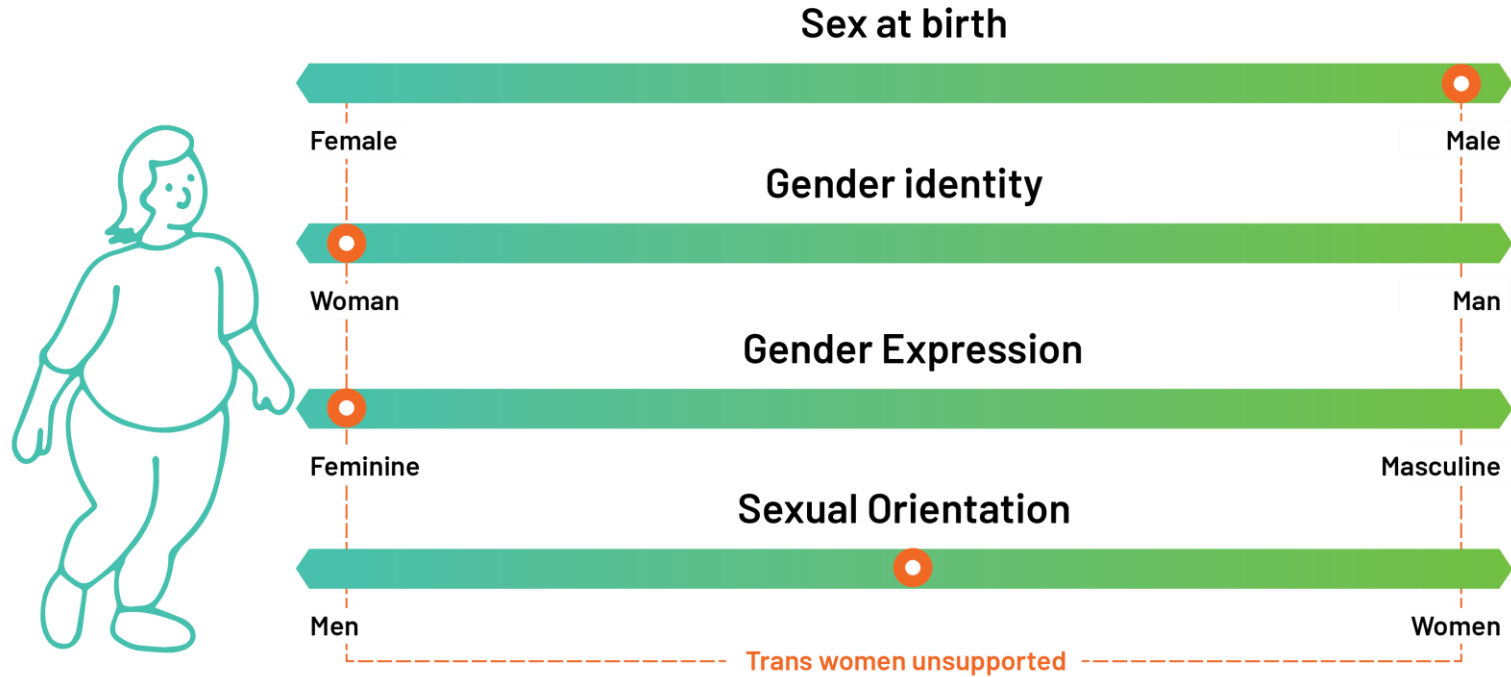 Sex at birth
Female
Male
Gender identity
Woman
Man
Gender Expression
Feminine
Masculine
Sexual Orientation
Men
Women
Trans women unsupported